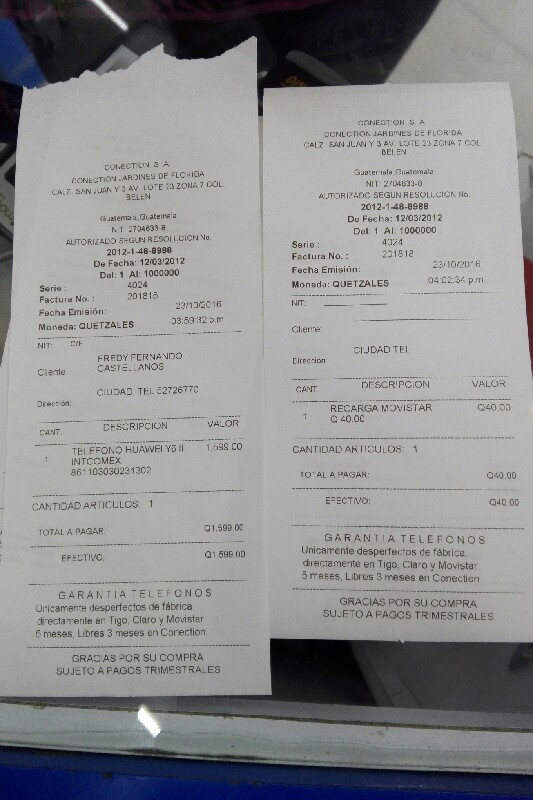 CONECTION S. A
CONECTION JARDINES DE FLORIDA
CALZ. SAN JUAN Y 3 AV. LOTE 23 ZONA 7 COL.
BELEN
Guatemala,Guatemala
NIT: 2704633-8
AUTORIZADO SEGUN RESOLUCION No.
2012-1-46-8988
De Fecha: 12/03/2012
Del: 1 Al: 1000000
Serie : 4024
Factura No. : 201815
Fecha Emisión: 23/10/2016
03:59:32 p.m
Moneda: QUETZALES
NIT: C/F
Cliente: FREDY FERNANDO
CASTELLANOS
Dirección: CIUDAD. TEL 52726770
CANT. DESCRIPCION VALOR
1 TELEFONO HUAWEI Y6 II 1,599.00
INTCOMEX
861103030231302
CANTIDAD ARTICULOS: 1
TOTAL A PAGAR: Q1,599.00
EFECTIVO: Q1,599.00
GARANTIA TELEFONOS
Unicamente desperfectos de fábrica,
directamente en Tigo, Claro y Movistar
6 meses, Libres 3 meses en Conection
GRACIAS POR SU COMPRA
SUJETO A PAGOS TRIMESTRALES
CONECTION S. A
CONECTION JARDINES DE FLORIDA
CALZ. SAN JUAN Y 3 AV. LOTE 23 ZONA 7 COL.
BELEN
Guatemala,Guatemala
NIT: 2704633-8
AUTORIZADO SEGUN RESOLUCION No.
2012-1-46-8988
De Fecha: 12/03/2012
Del: 1 Al: 1000000
Serie : 4024
Factura No. : 201818
Fecha Emisión: 23/10/2016
Moneda: QUETZALES 04:02:34 p.m
NIT:
Cliente:
CIUDAD TEL
Dirección:
CANT. DESCRIPCION VALOR
1 RECARGA MOVISTAR Q40.00
Q 40.00
CANTIDAD ARTICULOS: 1
TOTAL A PAGAR: Q40.00
EFECTIVO: Q40.00
GARANTIA TELEFONOS
Unicamente desperfectos de fábrica,
directamente en Tigo, Claro y Movistar
6 meses, Libres 3 meses en Conection
GRACIAS POR SU COMPRA
SUJETO A PAGOS TRIMESTRALES